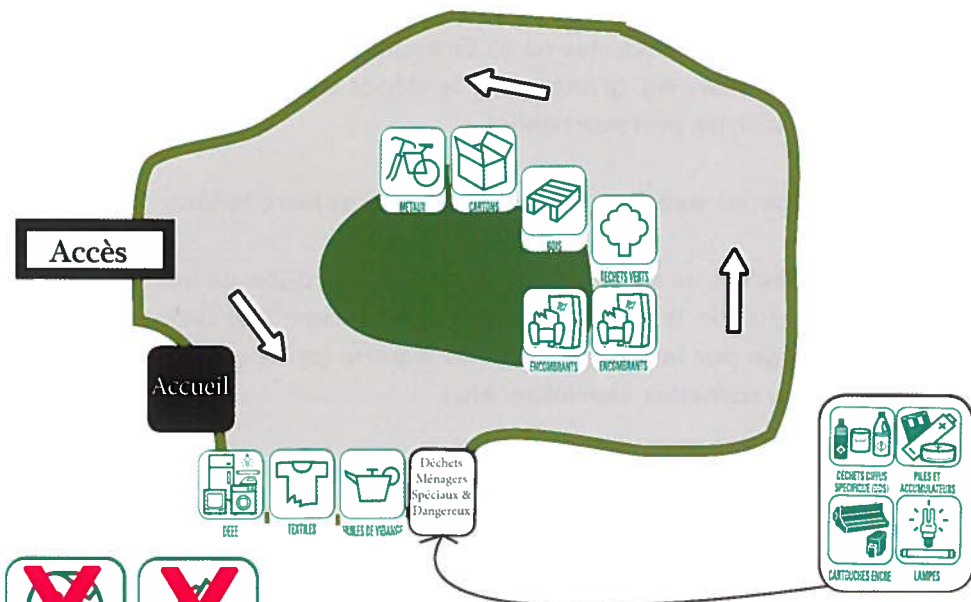 METAUX
CARTONS
BOIS
Accès
DECHETS VERTS
ENCOMBRANTS
ENCOMBRANTS
Accueil
Déchets
Ménagers
Spéciaux &
Dangereux
DEEE
TEXTILES
HUILES DE VIDANGE
DÉCHETS DIFFUS
SPECIFIQUE (DDS)
PILES ET
ACCUMULATEURS
CARTOUCHES ENCRE
LAMPES